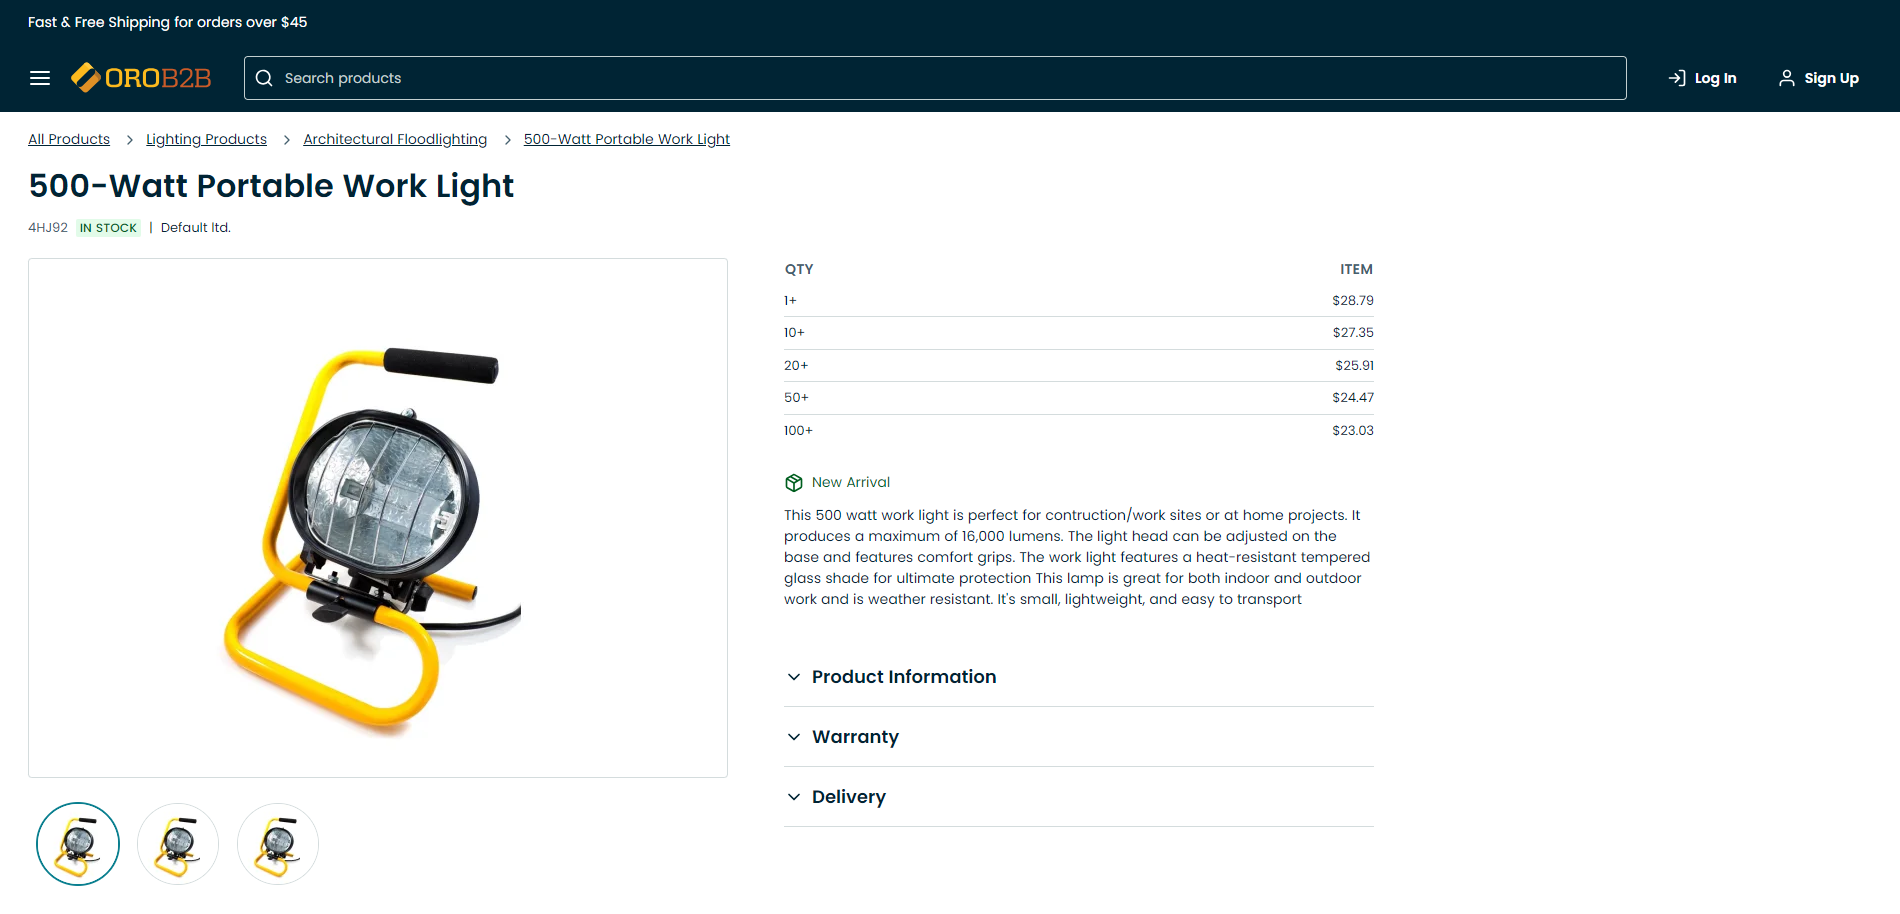 Fast & Free Shipping for orders over $45
OROB2B
Search products
Log In
Sign Up
All Products > Lighting Products > Architectural Floodlighting > 500-Watt Portable Work Light
500-Watt Portable Work Light
4HJ92 IN STOCK | Default ltd.
QTY ITEM
1+ $28.79
10+ $27.35
20+ $25.91
50+ $24.47
100+ $23.03
New Arrival
This 500 watt work light is perfect for contruction/work sites or at home projects. It
produces a maximum of 16,000 lumens. The light head can be adjusted on the
base and features comfort grips. The work light features a heat-resistant tempered
glass shade for ultimate protection This lamp is great for both indoor and outdoor
work and is weather resistant. It's small, lightweight, and easy to transport
Product Information
Warranty
Delivery